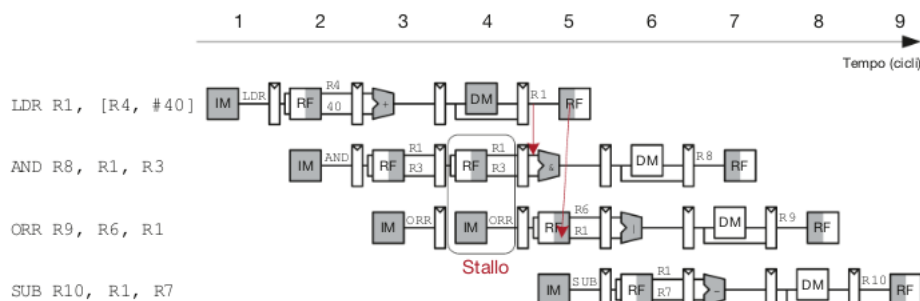 1 2 3 4 5 6 7 8 9
Tempo (cicli)
LDR R1, [R4, #40] IM LDR RF R4 40 + DM R1 RF
AND R8, R1, R3 IM AND RF R1 R3 RF R1 R3 & DM R8 RF
ORR R9, R6, R1 IM ORR IM ORR RF R6 R1 | DM R9 RF
Stallo
SUB R10, R1, R7 IM SUB RF R1 R7 - DM R10 RF